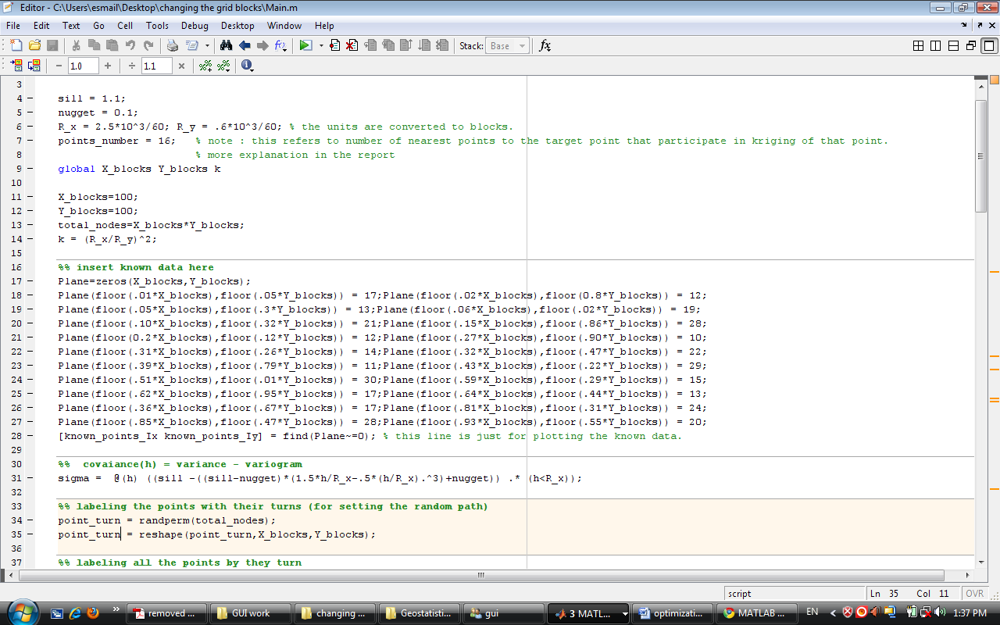 Editor - C:\Users\esmail\Desktop\changing the grid blocks\Main.m
File Edit Text Go Cell Tools Debug Desktop Window Help
Stack: Base fx
− 1.0 + ÷ 1.1 ×
3
4 − sill = 1.1;
5 − nugget = 0.1;
6 − R_x = 2.5*10^3/60; R_y = .6*10^3/60; % the units are converted to blocks.
7 − points_number = 16; % note : this refers to number of nearest points to the target point that participate in kriging of that point.
8 % more explanation in the report
9 − global X_blocks Y_blocks k
10
11 − X_blocks=100;
12 − Y_blocks=100;
13 − total_nodes=X_blocks*Y_blocks;
14 − k = (R_x/R_y)^2;
15
16 %% insert known data here
17 − Plane=zeros(X_blocks,Y_blocks);
18 − Plane(floor(.01*X_blocks),floor(.05*Y_blocks)) = 17;Plane(floor(.02*X_blocks),floor(0.8*Y_blocks)) = 12;
19 − Plane(floor(.05*X_blocks),floor(.3*Y_blocks)) = 13;Plane(floor(.06*X_blocks),floor(.02*Y_blocks)) = 19;
20 − Plane(floor(.10*X_blocks),floor(.32*Y_blocks)) = 21;Plane(floor(.15*X_blocks),floor(.86*Y_blocks)) = 28;
21 − Plane(floor(0.2*X_blocks),floor(.12*Y_blocks)) = 12;Plane(floor(.27*X_blocks),floor(.90*Y_blocks)) = 10;
22 − Plane(floor(.31*X_blocks),floor(.26*Y_blocks)) = 14;Plane(floor(.32*X_blocks),floor(.47*Y_blocks)) = 22;
23 − Plane(floor(.39*X_blocks),floor(.79*Y_blocks)) = 11;Plane(floor(.43*X_blocks),floor(.22*Y_blocks)) = 29;
24 − Plane(floor(.51*X_blocks),floor(.01*Y_blocks)) = 30;Plane(floor(.59*X_blocks),floor(.29*Y_blocks)) = 15;
25 − Plane(floor(.62*X_blocks),floor(.95*Y_blocks)) = 17;Plane(floor(.64*X_blocks),floor(.44*Y_blocks)) = 13;
26 − Plane(floor(.36*X_blocks),floor(.67*Y_blocks)) = 17;Plane(floor(.81*X_blocks),floor(.31*Y_blocks)) = 24;
27 − Plane(floor(.85*X_blocks),floor(.47*Y_blocks)) = 28;Plane(floor(.93*X_blocks),floor(.55*Y_blocks)) = 20;
28 − [known_points_Ix known_points_Iy] = find(Plane~=0); % this line is just for plotting the known data.
29
30 %% covaiance(h) = variance - variogram
31 − sigma = @(h) ((sill -((sill-nugget)*(1.5*h/R_x-.5*(h/R_x).^3)+nugget)) .* (h<R_x));
32
33 %% labeling the points with their turns (for setting the random path)
34 − point_turn = randperm(total_nodes);
35 − point_turn = reshape(point_turn,X_blocks,Y_blocks);
36
37 %% labeling all the points by they turn
script Ln 35 Col 11 OVR
removed ... GUI work changing ... Geostatisti... gui 3 MATL... optimizati... MATLAB ... EN 1:37 PM